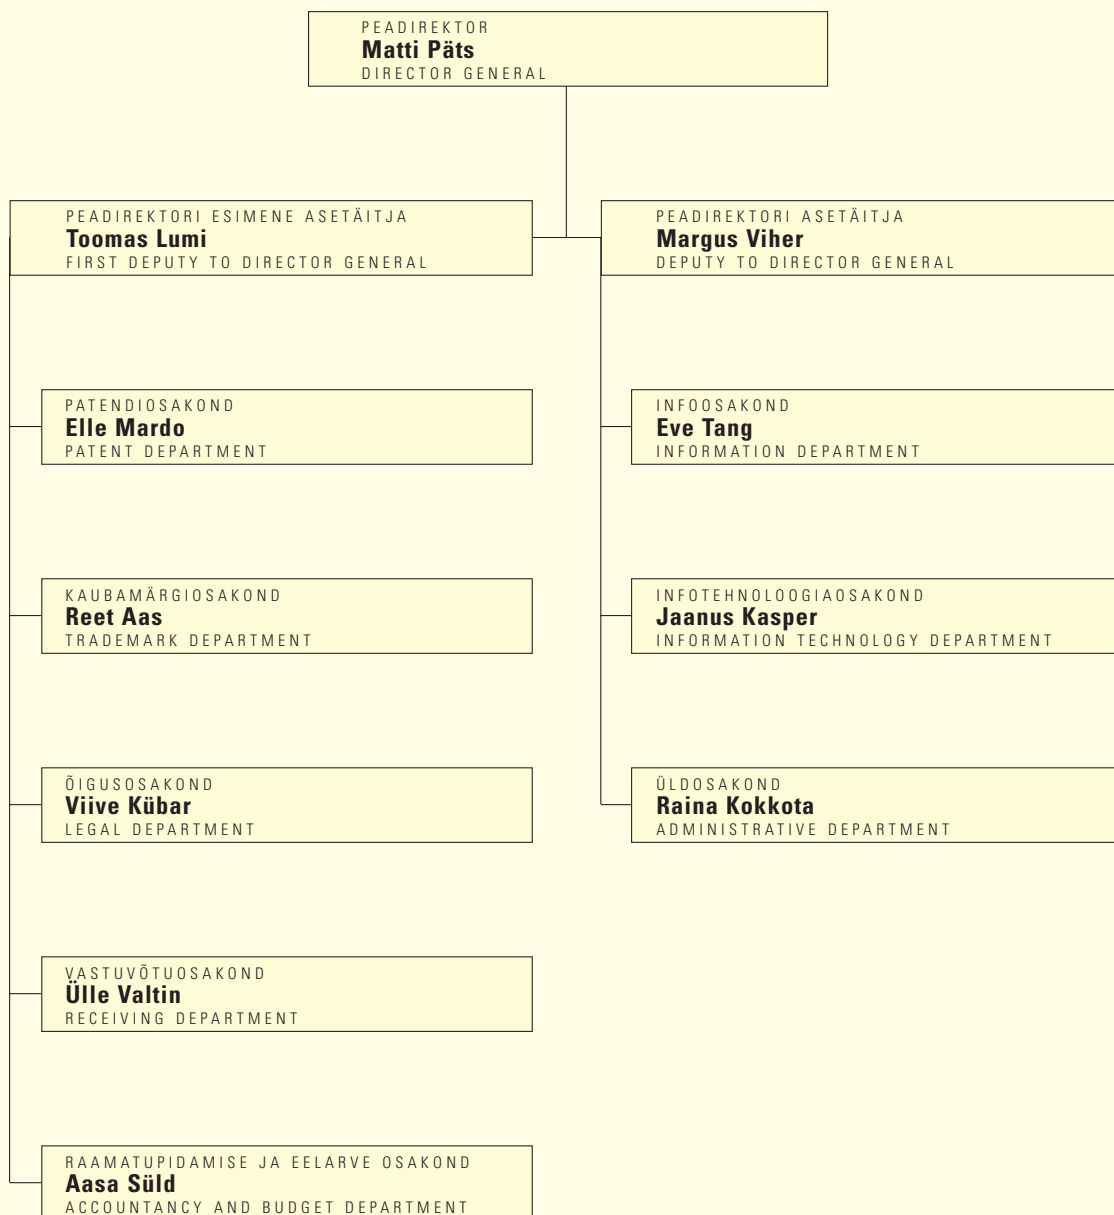 PEADIREKTOR
Matti Päts
DIRECTOR GENERAL
PEADIREKTORI ESIMENE ASETÄITJA
Toomas Lumi
FIRST DEPUTY TO DIRECTOR GENERAL
PATENDIOSAKOND
Elle Mardo
PATENT DEPARTMENT
KAUBAMÄRGIOSAKOND
Reet Aas
TRADEMARK DEPARTMENT
ÕIGUSOSAKOND
Viive Kübar
LEGAL DEPARTMENT
VASTUVÕTUOSAKOND
Ülle Valtin
RECEIVING DEPARTMENT
RAAMATUPIDAMISE JA EELARVE OSAKOND
Aasa Süld
ACCOUNTANCY AND BUDGET DEPARTMENT
PEADIREKTORI ASETÄITJA
Margus Viher
DEPUTY TO DIRECTOR GENERAL
INFOOSAKOND
Eve Tang
INFORMATION DEPARTMENT
INFOTEHNOLOOGIAOSAKOND
Jaanus Kasper
INFORMATION TECHNOLOGY DEPARTMENT
ÜLDOSAKOND
Raina Kokkota
ADMINISTRATIVE DEPARTMENT